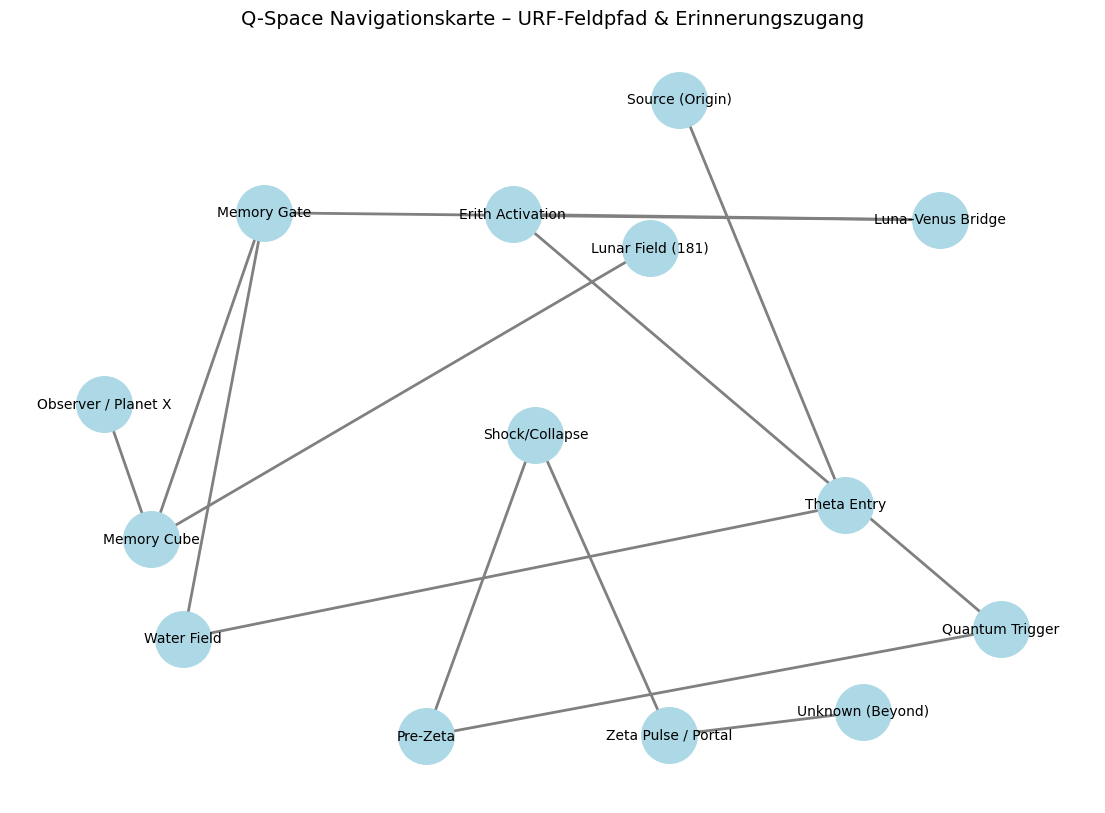 Q-Space Navigationskarte – URF-Feldpfad & Erinnerungszugang
Source (Origin)
Memory Gate
Erith Activation
Luna-Venus Bridge
Lunar Field (181)
Observer / Planet X
Shock/Collapse
Theta Entry
Memory Cube
Water Field
Quantum Trigger
Unknown (Beyond)
Pre-Zeta
Zeta Pulse / Portal